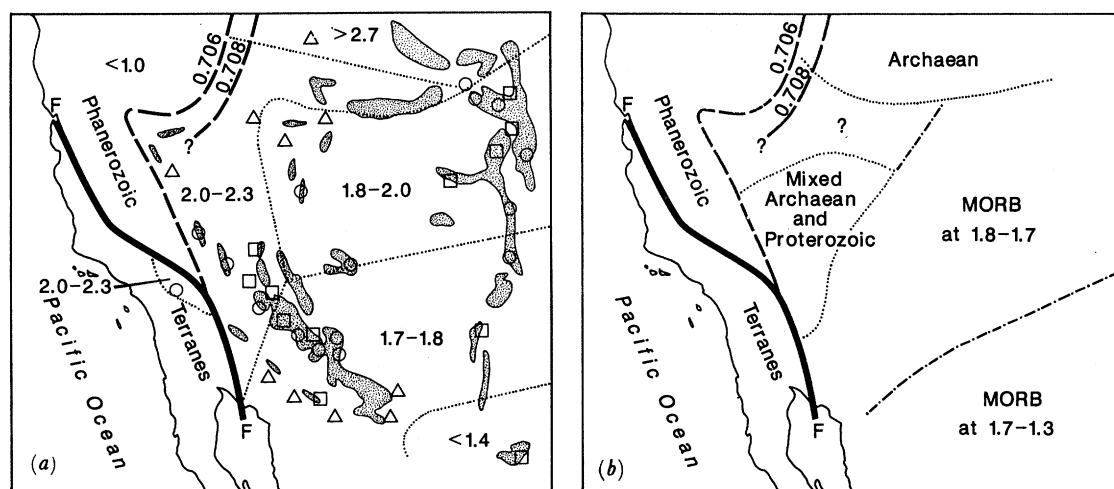 >2.7
<1.0
0.706
0.708
F
Phanerozoic
?
2.0–2.3
1.8–2.0
2.0–2.3
Terranes
1.7–1.8
Pacific Ocean
F
<1.4
(a)
Archaean
0.706
0.708
F
Phanerozoic
?
?
Mixed
Archaean
and
Proterozoic
MORB
at 1.8–1.7
Terranes
Pacific Ocean
F
MORB
at 1.7–1.3
(b)